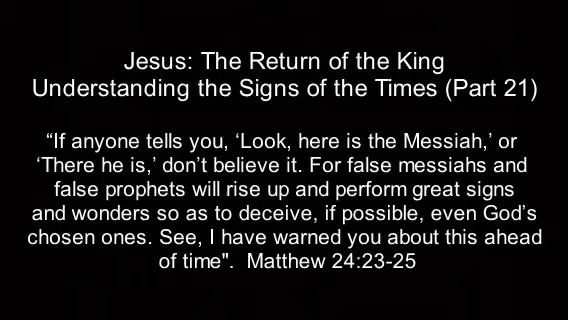 Jesus: The Return of the King
Understanding the Signs of the Times (Part 21)
“If anyone tells you, ‘Look, here is the Messiah,’ or
‘There he is,’ don’t believe it. For false messiahs and
false prophets will rise up and perform great signs
and wonders so as to deceive, if possible, even God’s
chosen ones. See, I have warned you about this ahead
of time".  Matthew 24:23-25